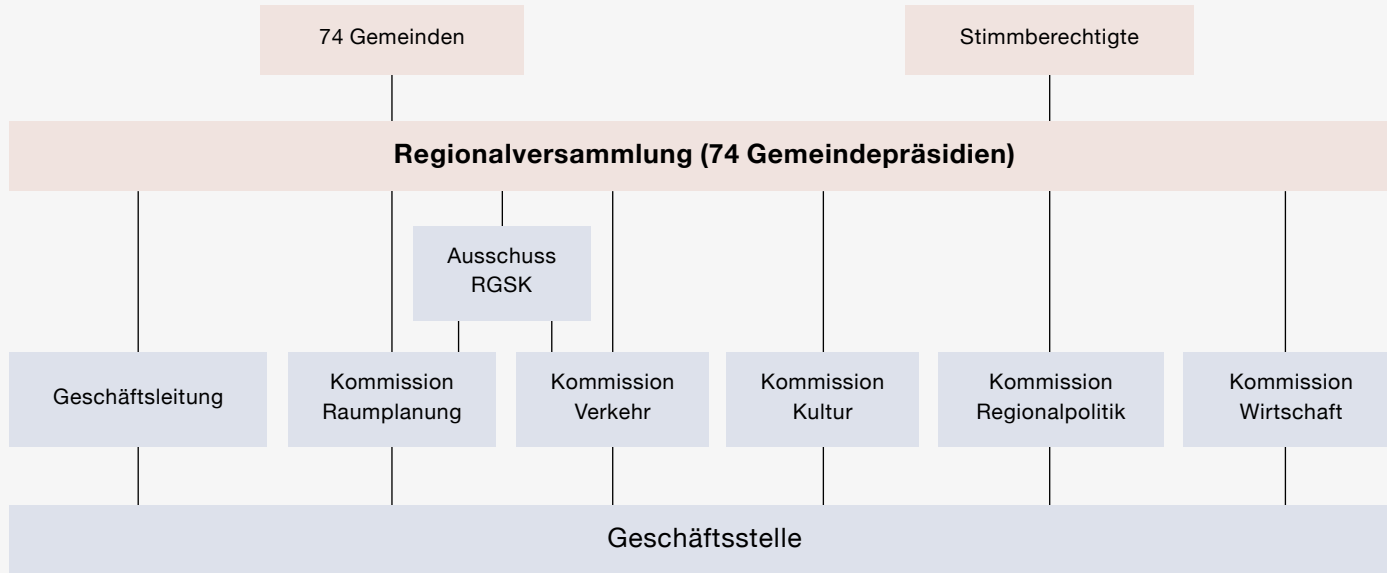 74 Gemeinden
Stimmberechtigte
Regionalversammlung (74 Gemeindepräsidien)
Ausschuss
RGSK
Geschäftsleitung
Kommission
Raumplanung
Kommission
Verkehr
Kommission
Kultur
Kommission
Regionalpolitik
Kommission
Wirtschaft
Geschäftsstelle